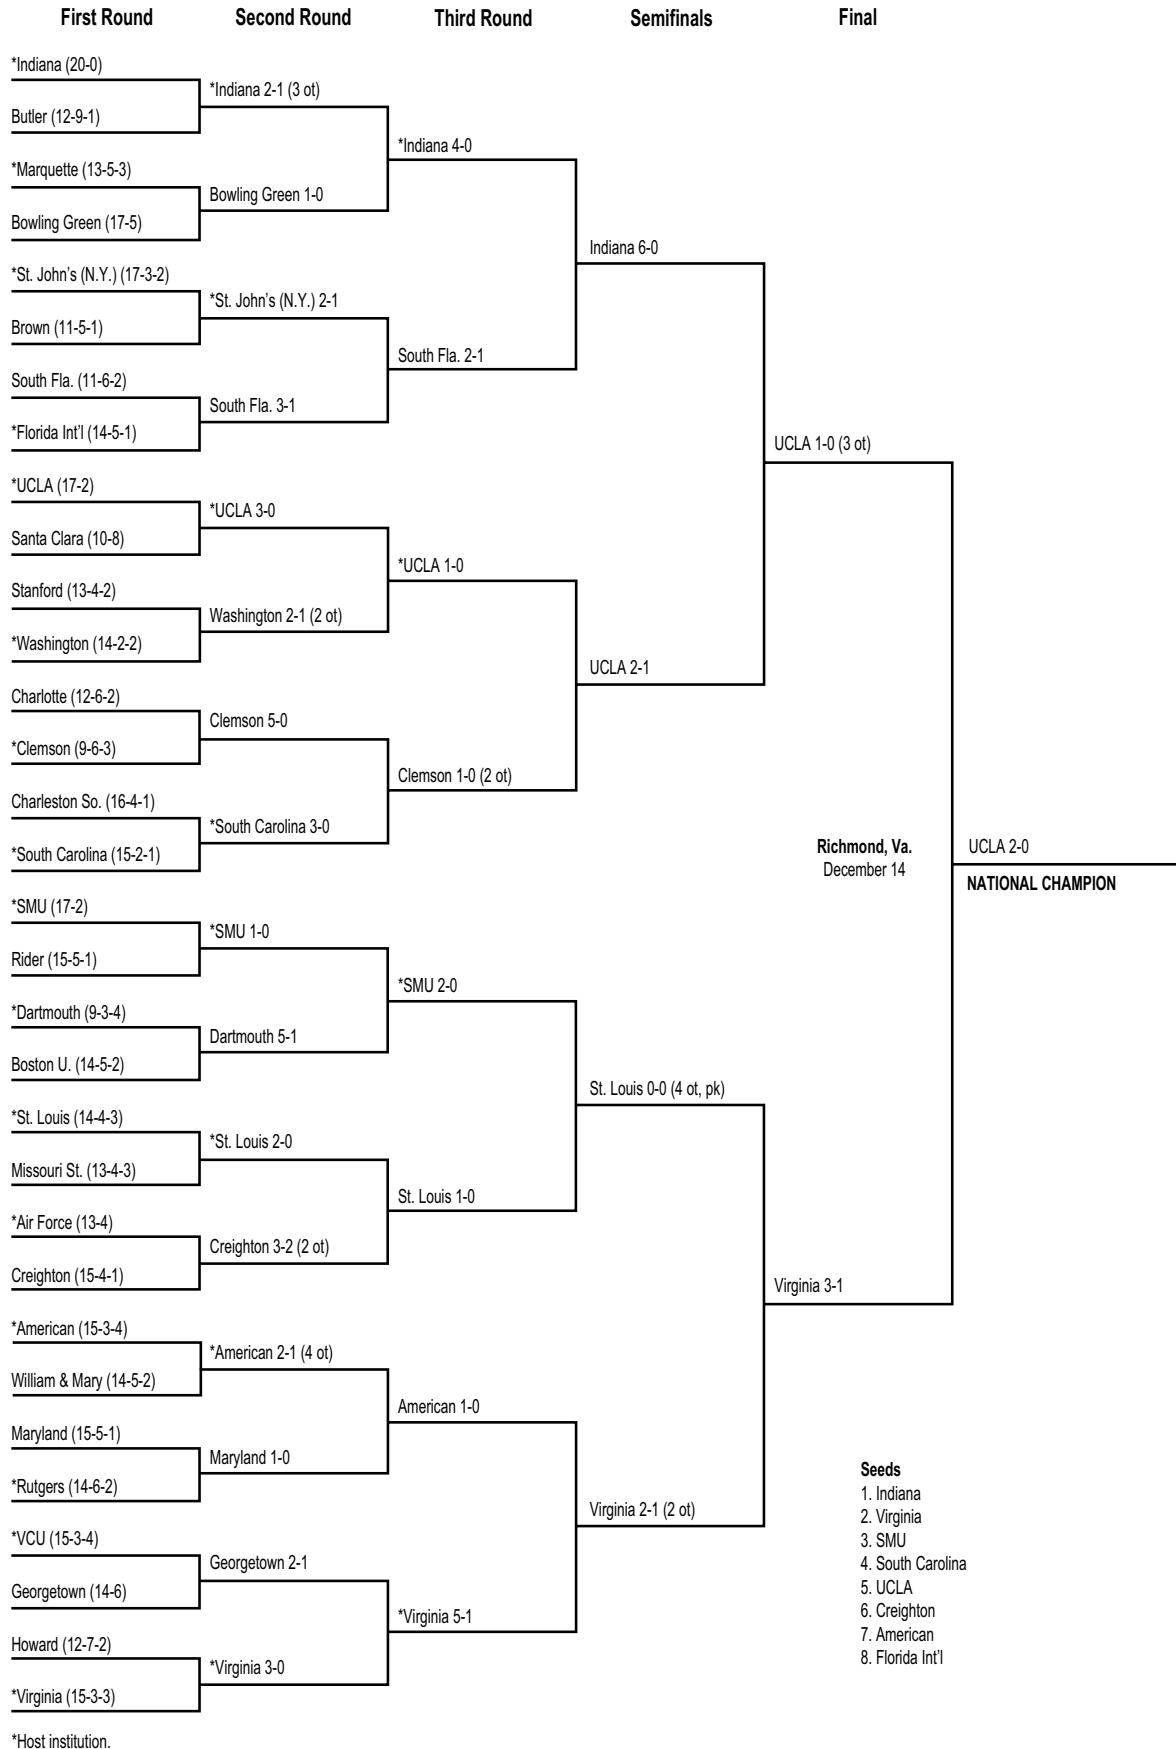 First Round
Second Round
Third Round
Semifinals
Final
*Indiana (20-0)
Butler (12-9-1)
*Marquette (13-5-3)
Bowling Green (17-5)
*St. John’s (N.Y.) (17-3-2)
Brown (11-5-1)
South Fla. (11-6-2)
*Florida Int’l (14-5-1)
*UCLA (17-2)
Santa Clara (10-8)
Stanford (13-4-2)
*Washington (14-2-2)
Charlotte (12-6-2)
*Clemson (9-6-3)
Charleston So. (16-4-1)
*South Carolina (15-2-1)
*SMU (17-2)
Rider (15-5-1)
*Dartmouth (9-3-4)
Boston U. (14-5-2)
*St. Louis (14-4-3)
Missouri St. (13-4-3)
*Air Force (13-4)
Creighton (15-4-1)
*American (15-3-4)
William & Mary (14-5-2)
Maryland (15-5-1)
*Rutgers (14-6-2)
*VCU (15-3-4)
Georgetown (14-6)
Howard (12-7-2)
*Virginia (15-3-3)
*Indiana 2-1 (3 ot)
Bowling Green 1-0
*St. John’s (N.Y.) 2-1
South Fla. 3-1
*UCLA 3-0
Washington 2-1 (2 ot)
Clemson 5-0
*South Carolina 3-0
*SMU 1-0
Dartmouth 5-1
*St. Louis 2-0
Creighton 3-2 (2 ot)
*American 2-1 (4 ot)
Maryland 1-0
Georgetown 2-1
*Virginia 3-0
*Indiana 4-0
South Fla. 2-1
*UCLA 1-0
Clemson 1-0 (2 ot)
*SMU 2-0
St. Louis 1-0
American 1-0
*Virginia 5-1
Indiana 6-0
UCLA 2-1
St. Louis 0-0 (4 ot, pk)
Virginia 2-1 (2 ot)
UCLA 1-0 (3 ot)
Virginia 3-1
Richmond, Va.
December 14
UCLA 2-0
NATIONAL CHAMPION
Seeds
1. Indiana
2. Virginia
3. SMU
4. South Carolina
5. UCLA
6. Creighton
7. American
8. Florida Int’l
*Host institution.